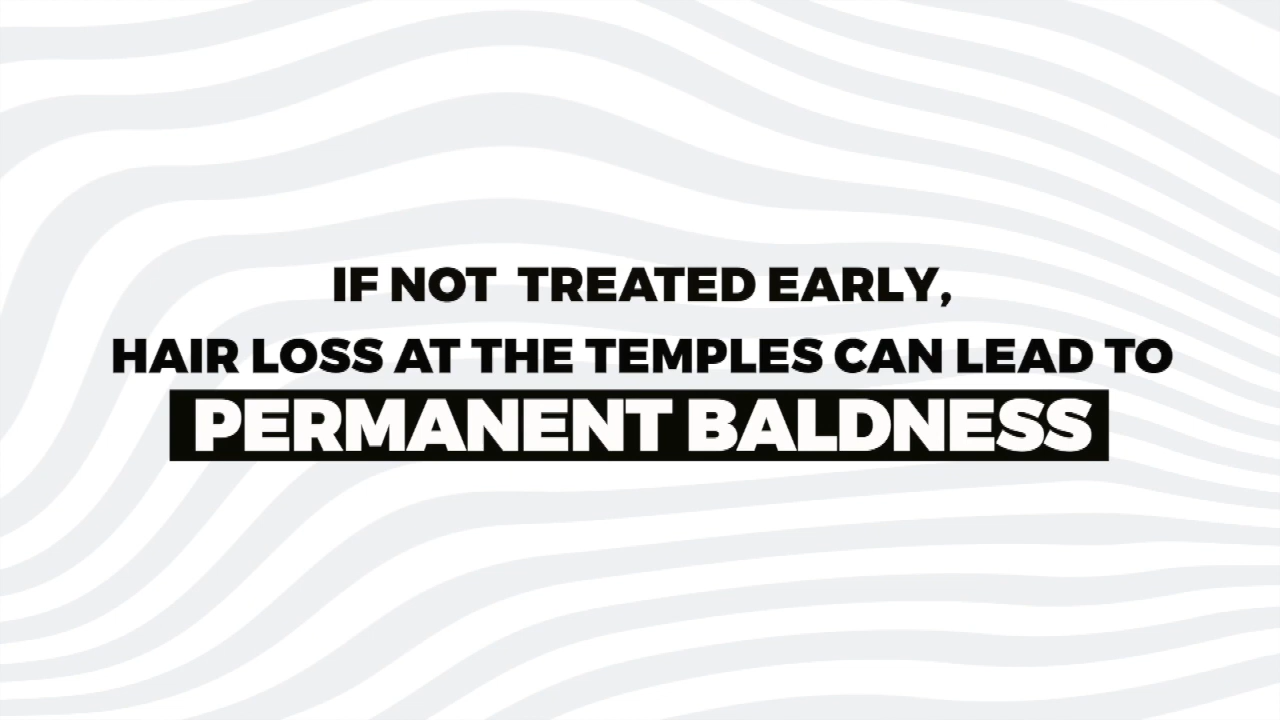 IF NOT TREATED EARLY,
HAIR LOSS AT THE TEMPLES CAN LEAD TO
PERMANENT BALDNESS